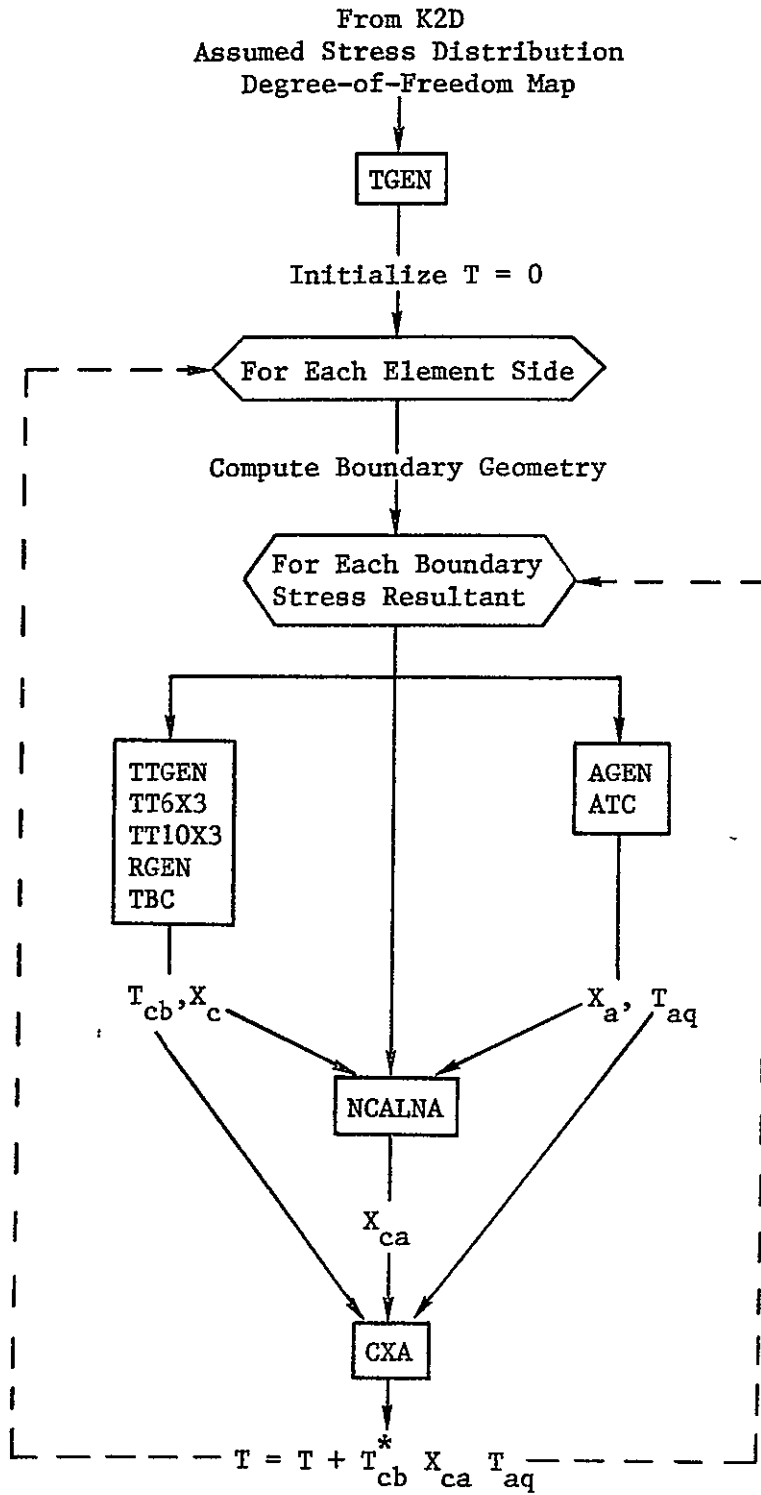 From K2D
Assumed Stress Distribution
Degree-of-Freedom Map
TGEN
Initialize T = 0
For Each Element Side
Compute Boundary Geometry
For Each Boundary
Stress Resultant
TTGEN
TT6X3
TT10X3
RGEN
TBC
AGEN
ATC
T_cb, X_c
X_a, T_aq
NCALNA
X_ca
CXA
T = T + T*_cb X_ca T_aq